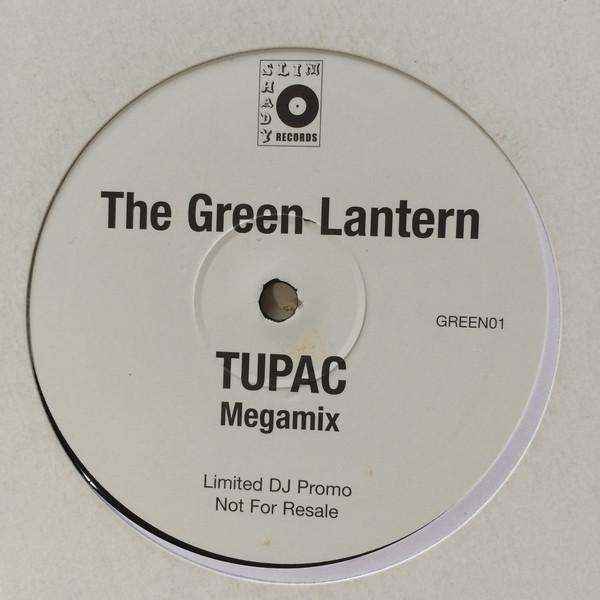 SLIM
SHADY
RECORDS
The Green Lantern
GREEN01
TUPAC
Megamix
Limited DJ Promo
Not For Resale